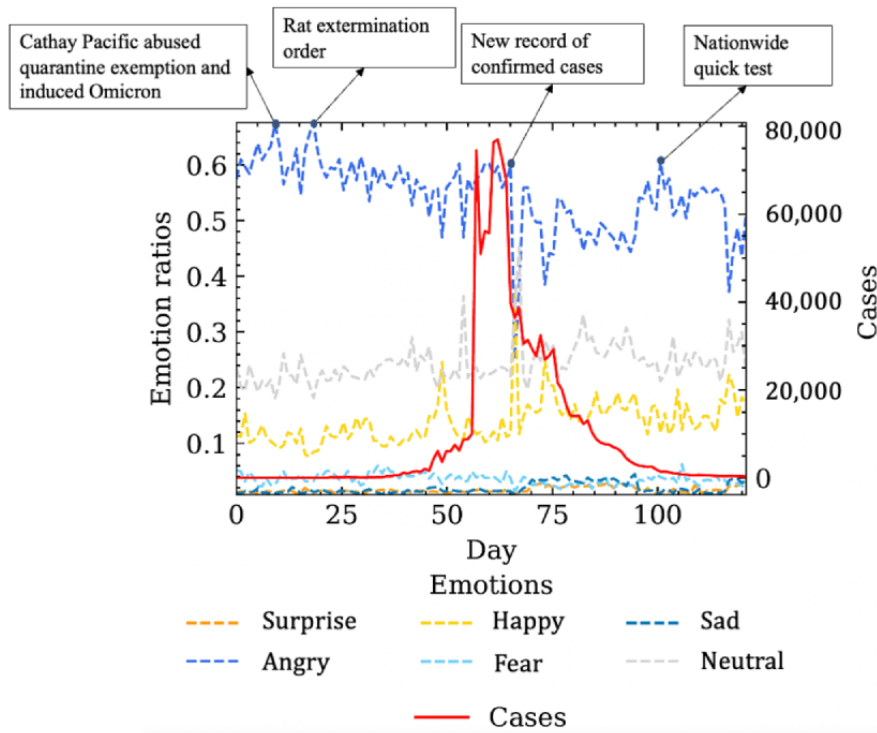 Cathay Pacific abused
quarantine exemption and
induced Omicron
Rat extermination
order
New record of
confirmed cases
Nationwide
quick test
Emotion ratios
0.6
0.5
0.4
0.3
0.2
0.1
80,000
60,000
40,000
20,000
0
Cases
0 25 50 75 100
Day
Emotions
Surprise Happy Sad
Angry Fear Neutral
Cases